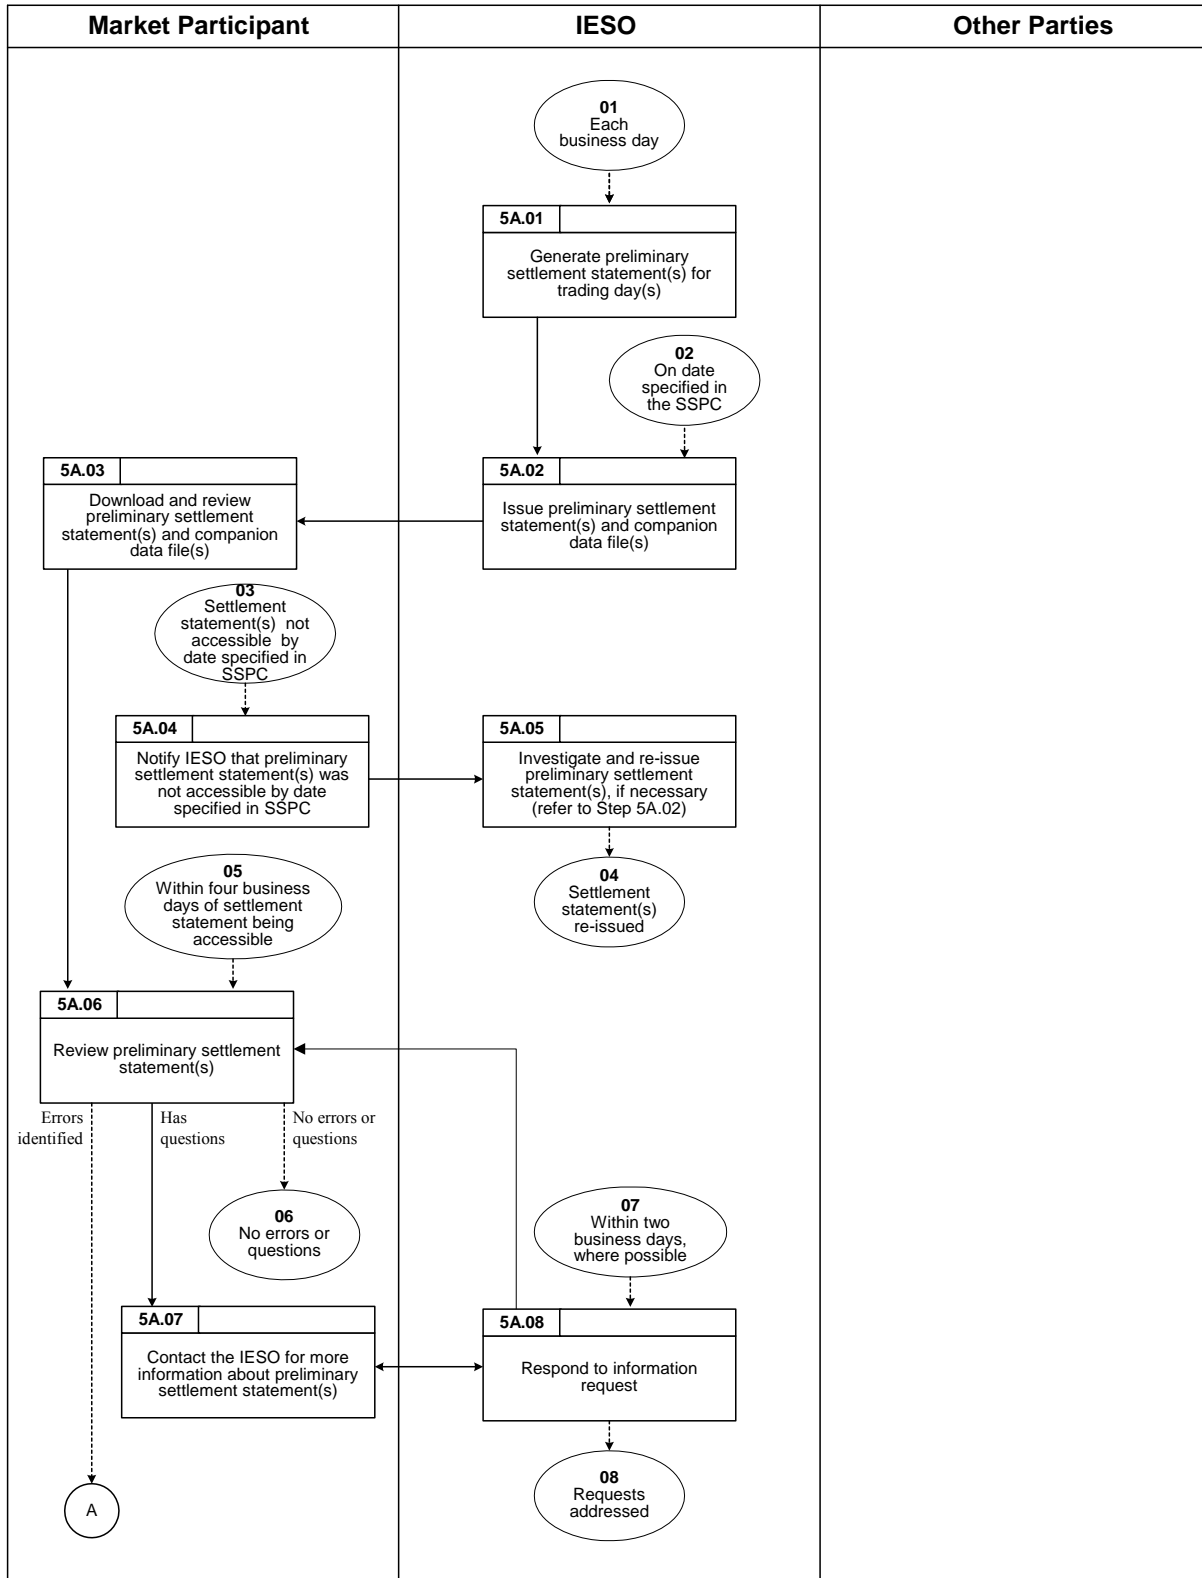 Market Participant
IESO
Other Parties
01
Each
business day
5A.01
Generate preliminary
settlement statement(s) for
trading day(s)
02
On date
specified in
the SSPC
5A.03
Download and review
preliminary settlement
statement(s) and companion
data file(s)
5A.02
Issue preliminary settlement
statement(s) and companion
data file(s)
03
Settlement
statement(s) not
accessible by
date specified in
SSPC
5A.04
Notify IESO that preliminary
settlement statement(s) was
not accessible by date
specified in SSPC
5A.05
Investigate and re-issue
preliminary settlement
statement(s), if necessary
(refer to Step 5A.02)
05
Within four business
days of settlement
statement being
accessible
04
Settlement
statement(s)
re-issued
5A.06
Review preliminary settlement
statement(s)
Errors
identified
Has
questions
No errors or
questions
06
No errors or
questions
07
Within two
business days,
where possible
5A.07
Contact the IESO for more
information about preliminary
settlement statement(s)
5A.08
Respond to information
request
08
Requests
addressed
A